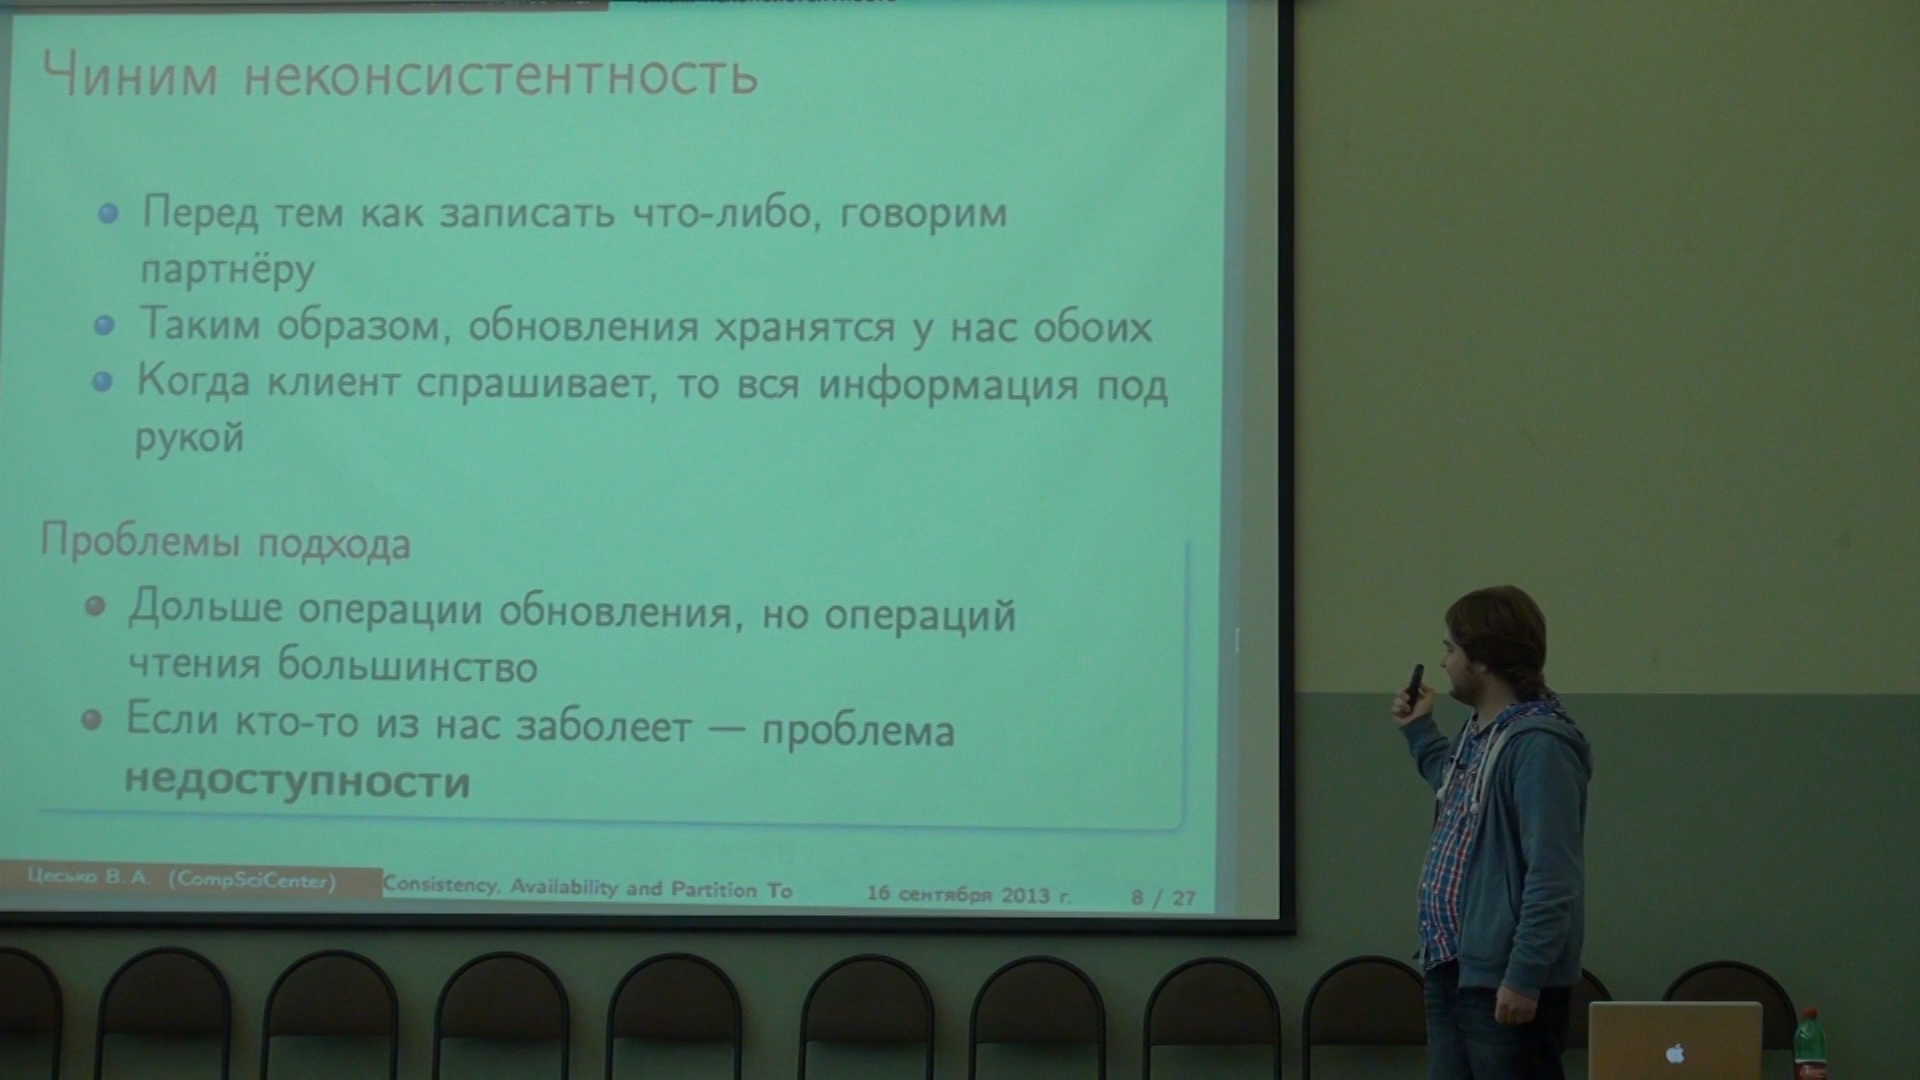 Чиним неконсистентность
Перед тем как записать что-либо, говорим
партнёру
Таким образом, обновления хранятся у нас обоих
Когда клиент спрашивает, то вся информация под
рукой
Проблемы подхода
Дольше операции обновления, но операций
чтения большинство
Если кто-то из нас заболеет — проблема
недоступности
Цесько В. А. (CompSciCenter) Consistency, Availability and Partition To 16 сентября 2013 г. 8 / 27